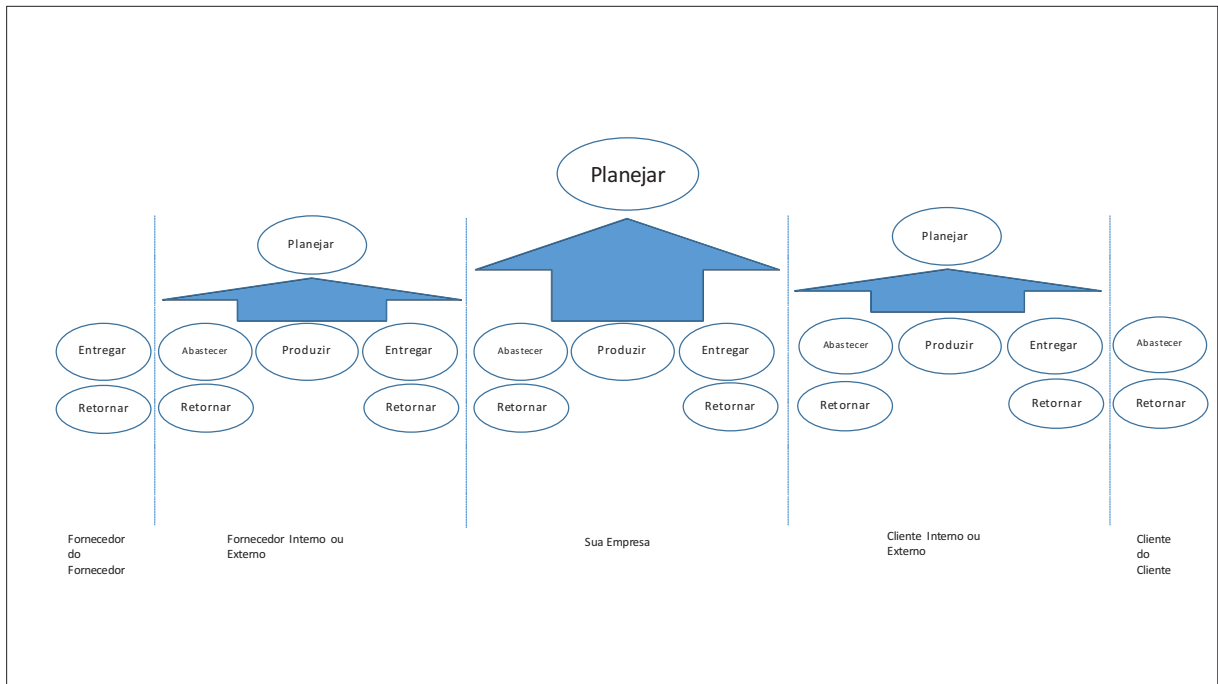 Planejar
Planejar
Planejar
Entregar
Abastecer
Produzir
Entregar
Abastecer
Produzir
Entregar
Abastecer
Produzir
Entregar
Abastecer
Retornar
Retornar
Retornar
Retornar
Retornar
Retornar
Retornar
Retornar
Fornecedor
do
Fornecedor
Fornecedor Interno ou
Externo
Sua Empresa
Cliente Interno ou
Externo
Cliente
do
Cliente